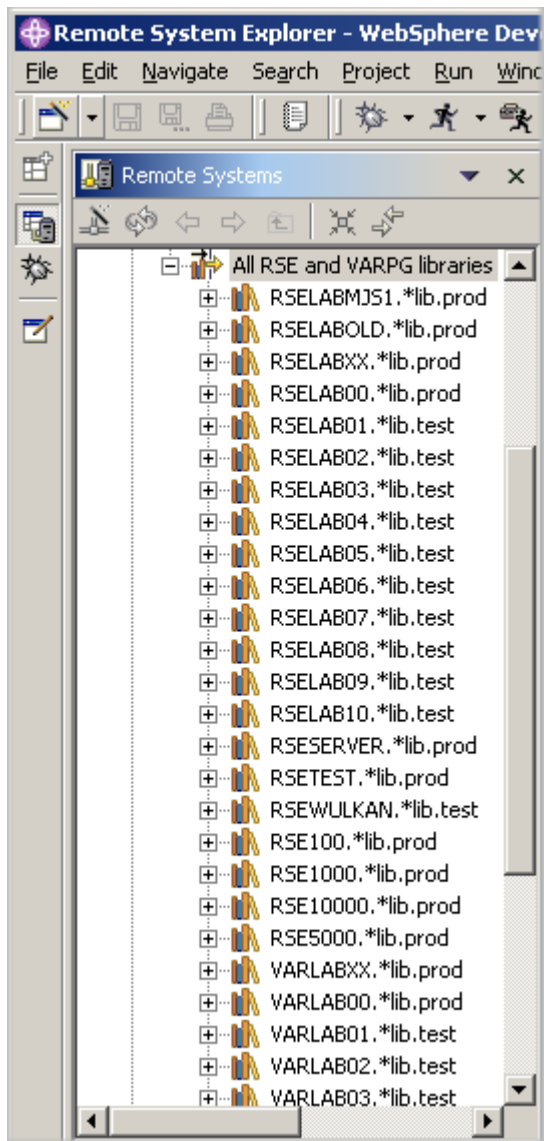 Remote System Explorer - WebSphere Dev
File Edit Navigate Search Project Run Wind
Remote Systems
All RSE and VARPG libraries
RSELABMJS1.*lib.prod
RSELABOLD.*lib.prod
RSELABXX.*lib.prod
RSELAB00.*lib.prod
RSELAB01.*lib.test
RSELAB02.*lib.test
RSELAB03.*lib.test
RSELAB04.*lib.test
RSELAB05.*lib.test
RSELAB06.*lib.test
RSELAB07.*lib.test
RSELAB08.*lib.test
RSELAB09.*lib.test
RSELAB10.*lib.test
RSESERVER.*lib.prod
RSETEST.*lib.prod
RSEWULKAN.*lib.test
RSE100.*lib.prod
RSE1000.*lib.prod
RSE10000.*lib.prod
RSE5000.*lib.prod
VARLABXX.*lib.prod
VARLAB00.*lib.prod
VARLAB01.*lib.test
VARLAB02.*lib.test
VARLAB03.*lib.test